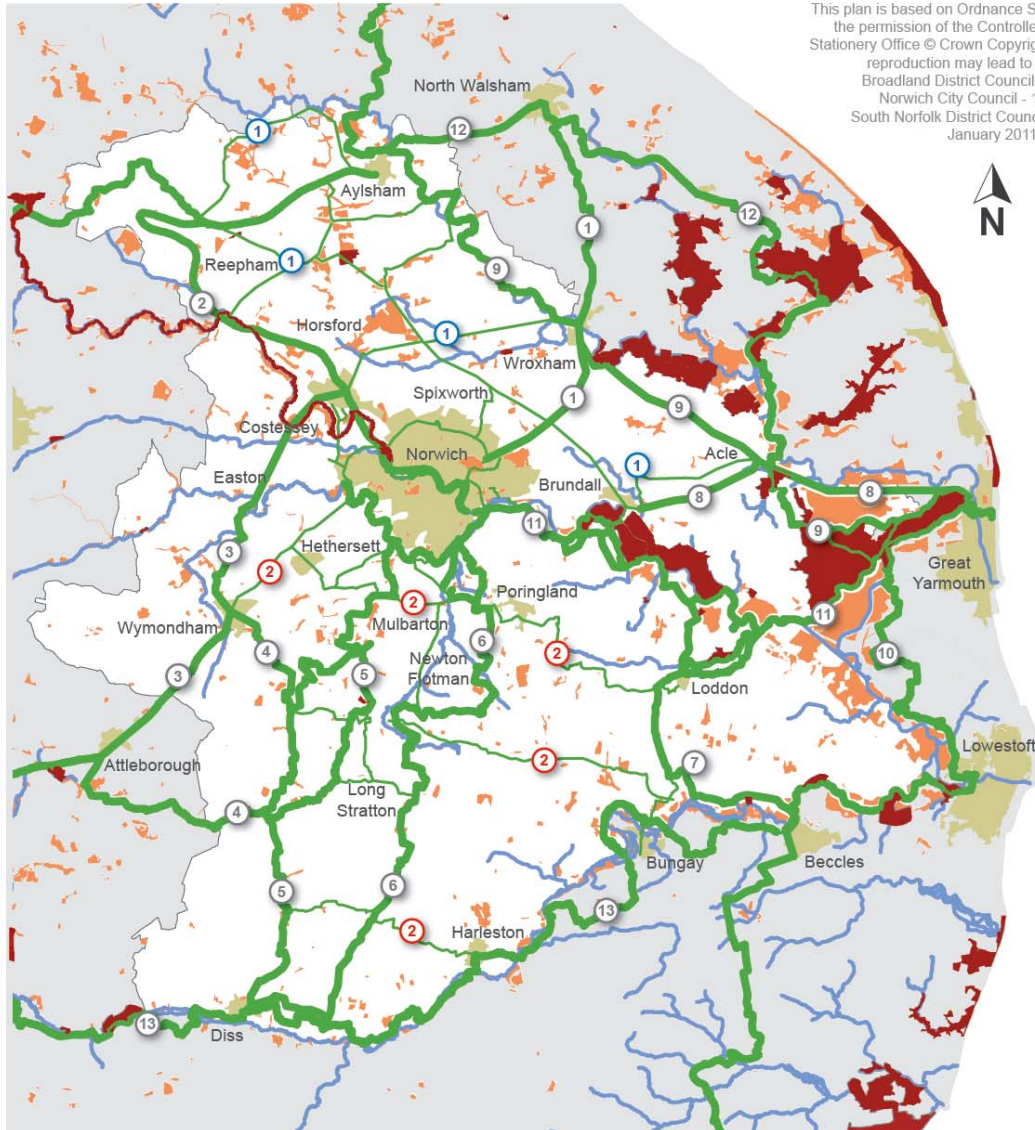 This plan is based on Ordnance S
the permission of the Controlle
Stationery Office © Crown Copyrig
reproduction may lead to
Broadland District Council
Norwich City Council - 1
South Norfolk District Counc
January 2011
N
North Walsham
12
1
Aylsham
12
1
Reepham
1
9
2
Horsford
1
Wroxham
Spixworth
1
9
Costessey
Norwich
Acle
1
Easton
Brundall
8
8
11
9
3
Hethersett
2
Great
Yarmouth
Poringland
2
Mulbarton
11
Wymondham
6
4
Newton
Flotman
2
10
3
5
Loddon
Lowestoft
2
7
Attleborough
Long
Stratton
4
Bungay
Beccles
5
6
13
2
Harleston
13
Diss